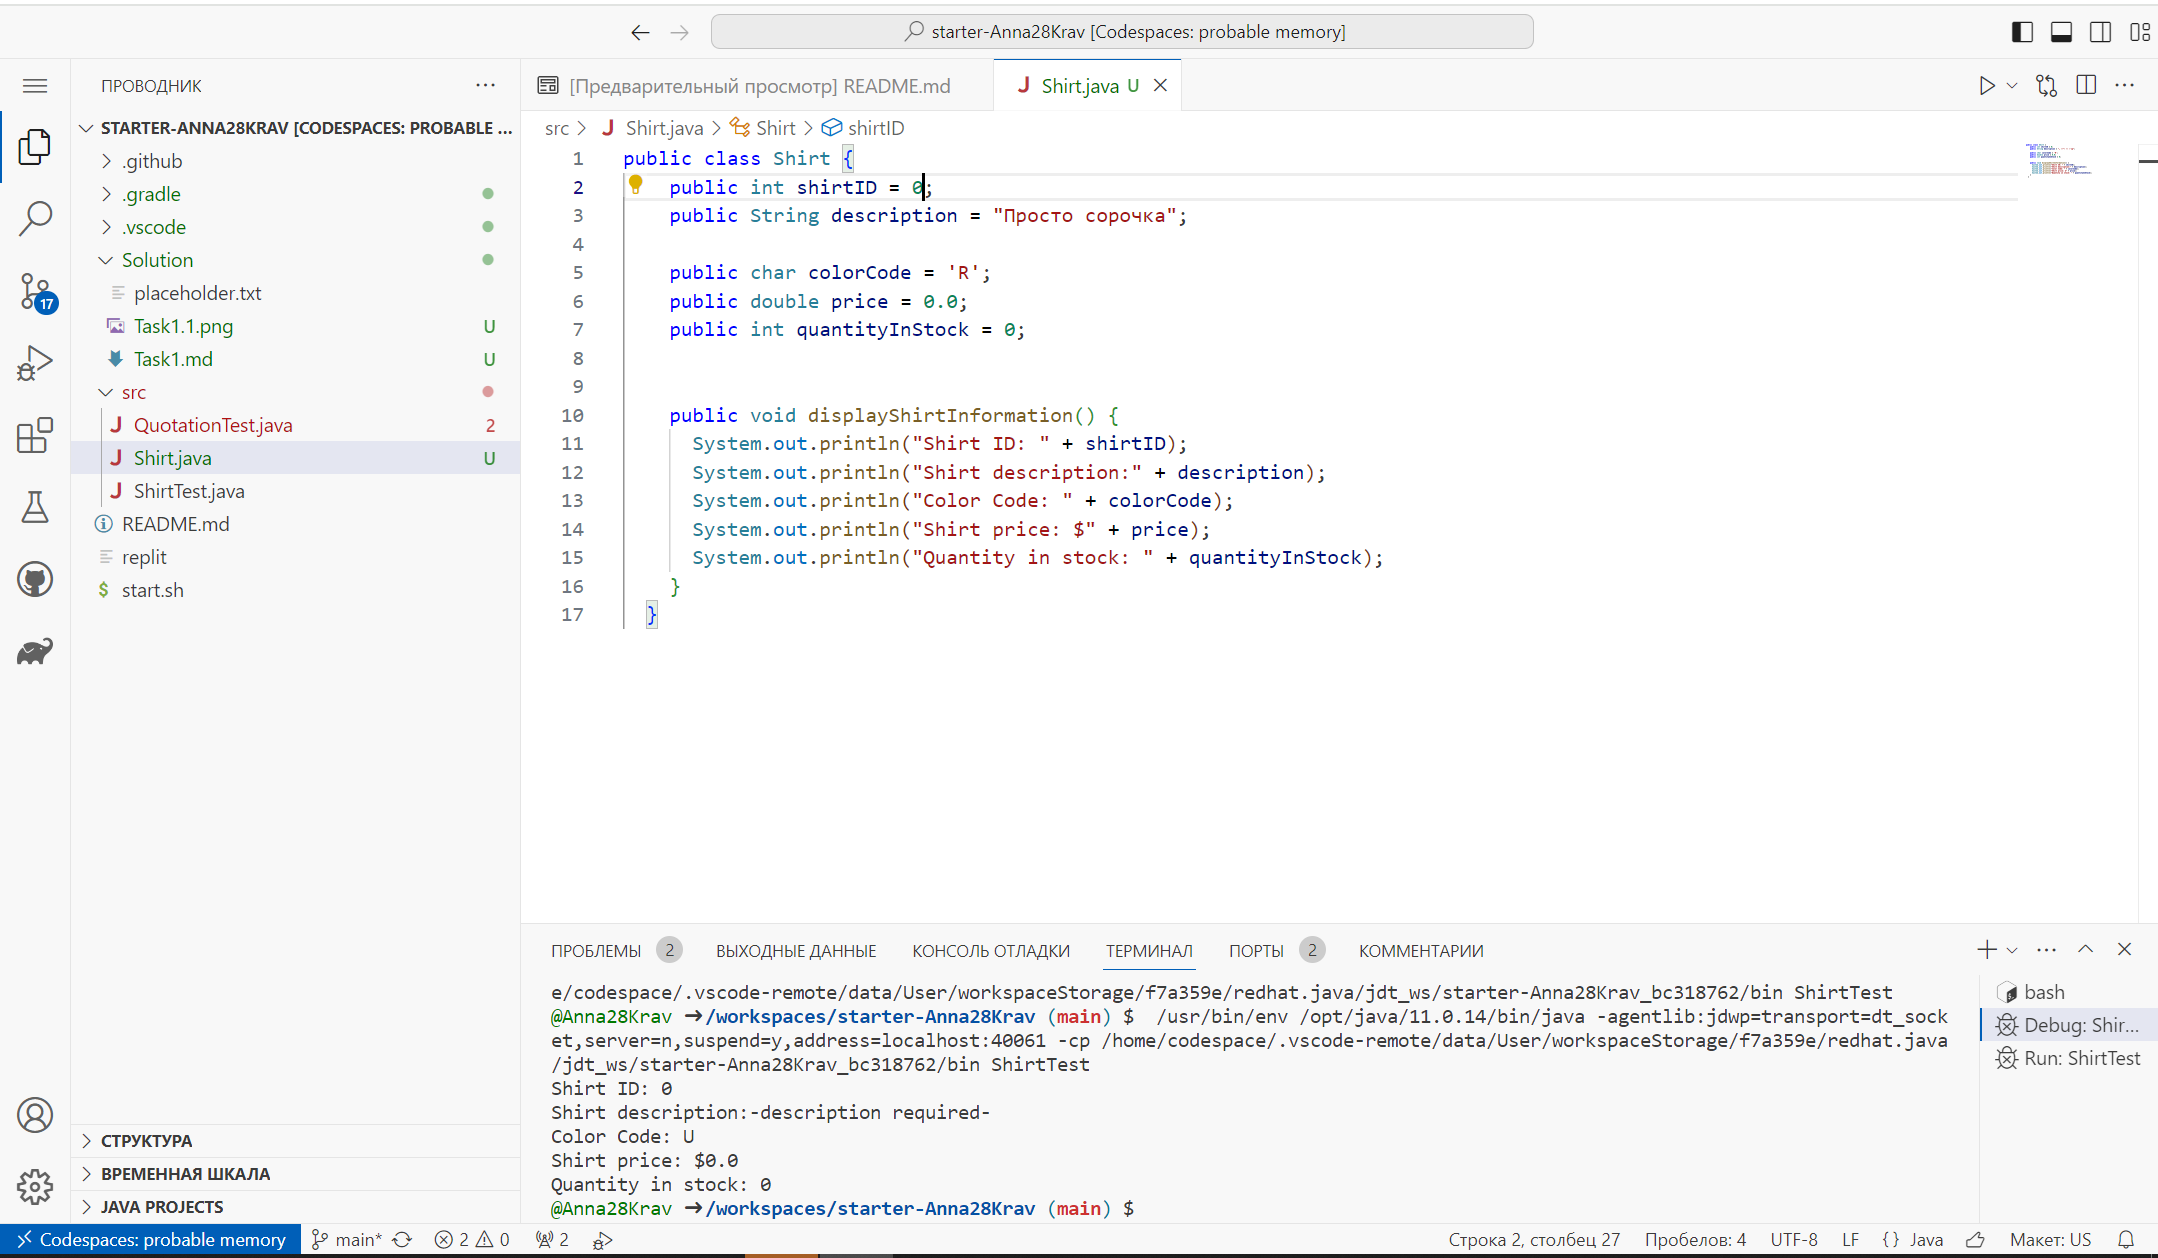 starter-Anna28Krav [Codespaces: probable memory]
ПРОВОДНИК
[Предварительный просмотр] README.md
Shirt.java U
STARTER-ANNA28KRAV [CODESPACES: PROBABLE ...
.github
.gradle
.vscode
Solution
placeholder.txt
Task1.1.png U
Task1.md U
src
QuotationTest.java 2
Shirt.java U
ShirtTest.java
README.md
replit
$ start.sh
17
СТРУКТУРА
ВРЕМЕННАЯ ШКАЛА
JAVA PROJECTS
src > Shirt.java > Shirt > shirtID
1 public class Shirt {
2 public int shirtID = 0;
3 public String description = "Просто сорочка";
4
5 public char colorCode = 'R';
6 public double price = 0.0;
7 public int quantityInStock = 0;
8
9
10 public void displayShirtInformation() {
11 System.out.println("Shirt ID: " + shirtID);
12 System.out.println("Shirt description:" + description);
13 System.out.println("Color Code: " + colorCode);
14 System.out.println("Shirt price: $" + price);
15 System.out.println("Quantity in stock: " + quantityInStock);
16 }
17 }
ПРОБЛЕМЫ 2 ВЫХОДНЫЕ ДАННЫЕ КОНСОЛЬ ОТЛАДКИ ТЕРМИНАЛ ПОРТЫ 2 КОММЕНТАРИИ
e/codespace/.vscode-remote/data/User/workspaceStorage/f7a359e/redhat.java/jdt_ws/starter-Anna28Krav_bc318762/bin ShirtTest
@Anna28Krav ➜/workspaces/starter-Anna28Krav (main) $ /usr/bin/env /opt/java/11.0.14/bin/java -agentlib:jdwp=transport=dt_sock
et,server=n,suspend=y,address=localhost:40061 -cp /home/codespace/.vscode-remote/data/User/workspaceStorage/f7a359e/redhat.java
/jdt_ws/starter-Anna28Krav_bc318762/bin ShirtTest
Shirt ID: 0
Shirt description:-description required-
Color Code: U
Shirt price: $0.0
Quantity in stock: 0
@Anna28Krav ➜/workspaces/starter-Anna28Krav (main) $
bash
Debug: Shir...
Run: ShirtTest
Codespaces: probable memory main* 2 0 2 Строка 2, столбец 27 Пробелов: 4 UTF-8 LF {} Java Макет: US